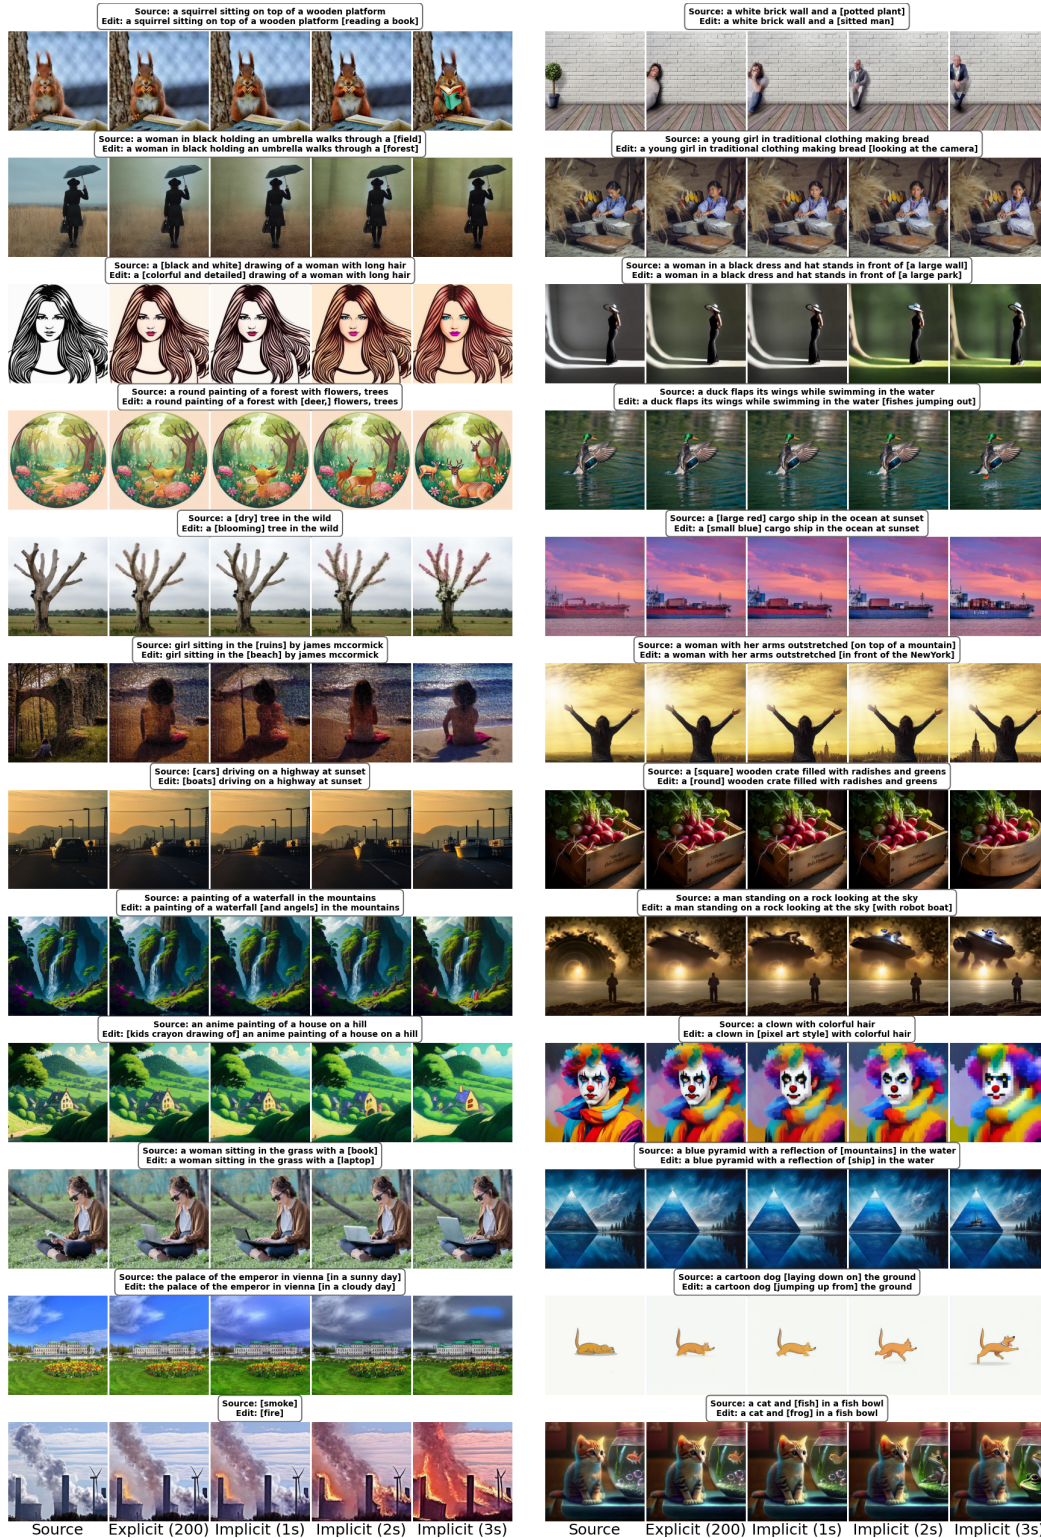 Source: a squirrel sitting on top of a wooden platform
Edit: a squirrel sitting on top of a wooden platform [reading a book]
Source: a white brick wall and a [potted plant]
Edit: a white brick wall and a [sitted man]
Source: a woman in black holding an umbrella walks through a [field]
Edit: a woman in black holding an umbrella walks through a [forest]
Source: a young girl in traditional clothing making bread
Edit: a young girl in traditional clothing making bread [looking at the camera]
Source: a [black and white] drawing of a woman with long hair
Edit: a [colorful and detailed] drawing of a woman with long hair
Source: a woman in a black dress and hat stands in front of [a large wall]
Edit: a woman in a black dress and hat stands in front of [a large park]
Source: a round painting of a forest with flowers, trees
Edit: a round painting of a forest with [deer,] flowers, trees
Source: a duck flaps its wings while swimming in the water
Edit: a duck flaps its wings while swimming in the water [fishes jumping out]
Source: a [dry] tree in the wild
Edit: a [blooming] tree in the wild
Source: a [large red] cargo ship in the ocean at sunset
Edit: a [small blue] cargo ship in the ocean at sunset
Source: girl sitting in the [ruins] by james mccormick
Edit: girl sitting in the [beach] by james mccormick
Source: a woman with her arms outstretched [on top of a mountain]
Edit: a woman with her arms outstretched [in front of the NewYork]
Source: [cars] driving on a highway at sunset
Edit: [boats] driving on a highway at sunset
Source: a [square] wooden crate filled with radishes and greens
Edit: a [round] wooden crate filled with radishes and greens
Source: a painting of a waterfall in the mountains
Edit: a painting of a waterfall [and angels] in the mountains
Source: a man standing on a rock looking at the sky
Edit: a man standing on a rock looking at the sky [with robot boat]
Source: an anime painting of a house on a hill
Edit: [kids crayon drawing of] an anime painting of a house on a hill
Source: a clown with colorful hair
Edit: a clown in [pixel art style] with colorful hair
Source: a woman sitting in the grass with a [book]
Edit: a woman sitting in the grass with a [laptop]
Source: a blue pyramid with a reflection of [mountains] in the water
Edit: a blue pyramid with a reflection of [ship] in the water
Source: the palace of the emperor in vienna [in a sunny day]
Edit: the palace of the emperor in vienna [in a cloudy day]
Source: a cartoon dog [laying down on] the ground
Edit: a cartoon dog [jumping up from] the ground
Source: [smoke]
Edit: [fire]
Source: a cat and [fish] in a fish bowl
Edit: a cat and [frog] in a fish bowl
Source Explicit (200) Implicit (1s) Implicit (2s) Implicit (3s)
Source Explicit (200) Implicit (1s) Implicit (2s) Implicit (3s